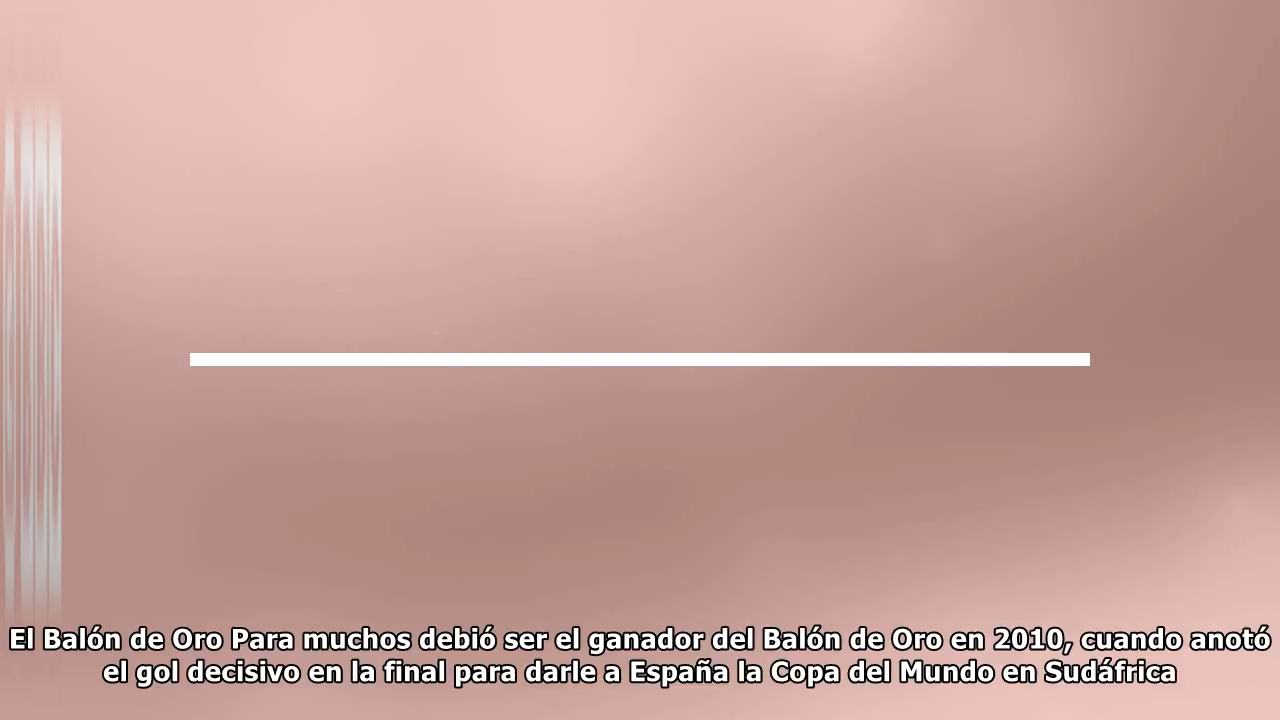 El Balón de Oro Para muchos debió ser el ganador del Balón de Oro en 2010, cuando anotó
el gol decisivo en la final para darle a España la Copa del Mundo en Sudáfrica